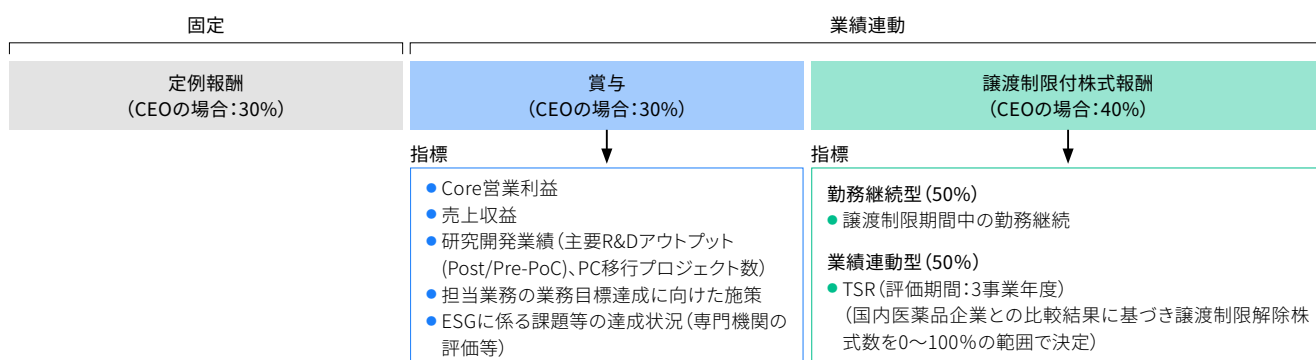 固定
業績連動
定例報酬
（CEOの場合：30%）
賞与
（CEOの場合：30%）
譲渡制限付株式報酬
（CEOの場合：40%）
指標
● Core営業利益
● 売上収益
● 研究開発業績（主要R&Dアウトプット
(Post/Pre-PoC)、PC移行プロジェクト数）
● 担当業務の業務目標達成に向けた施策
● ESGに係る課題等の達成状況（専門機関の
評価等）
指標
勤務継続型（50%）
● 譲渡制限期間中の勤務継続
業績連動型（50%）
● TSR（評価期間：3事業年度）
（国内医薬品企業との比較結果に基づき譲渡制限解除株
式数を0〜100%の範囲で決定）